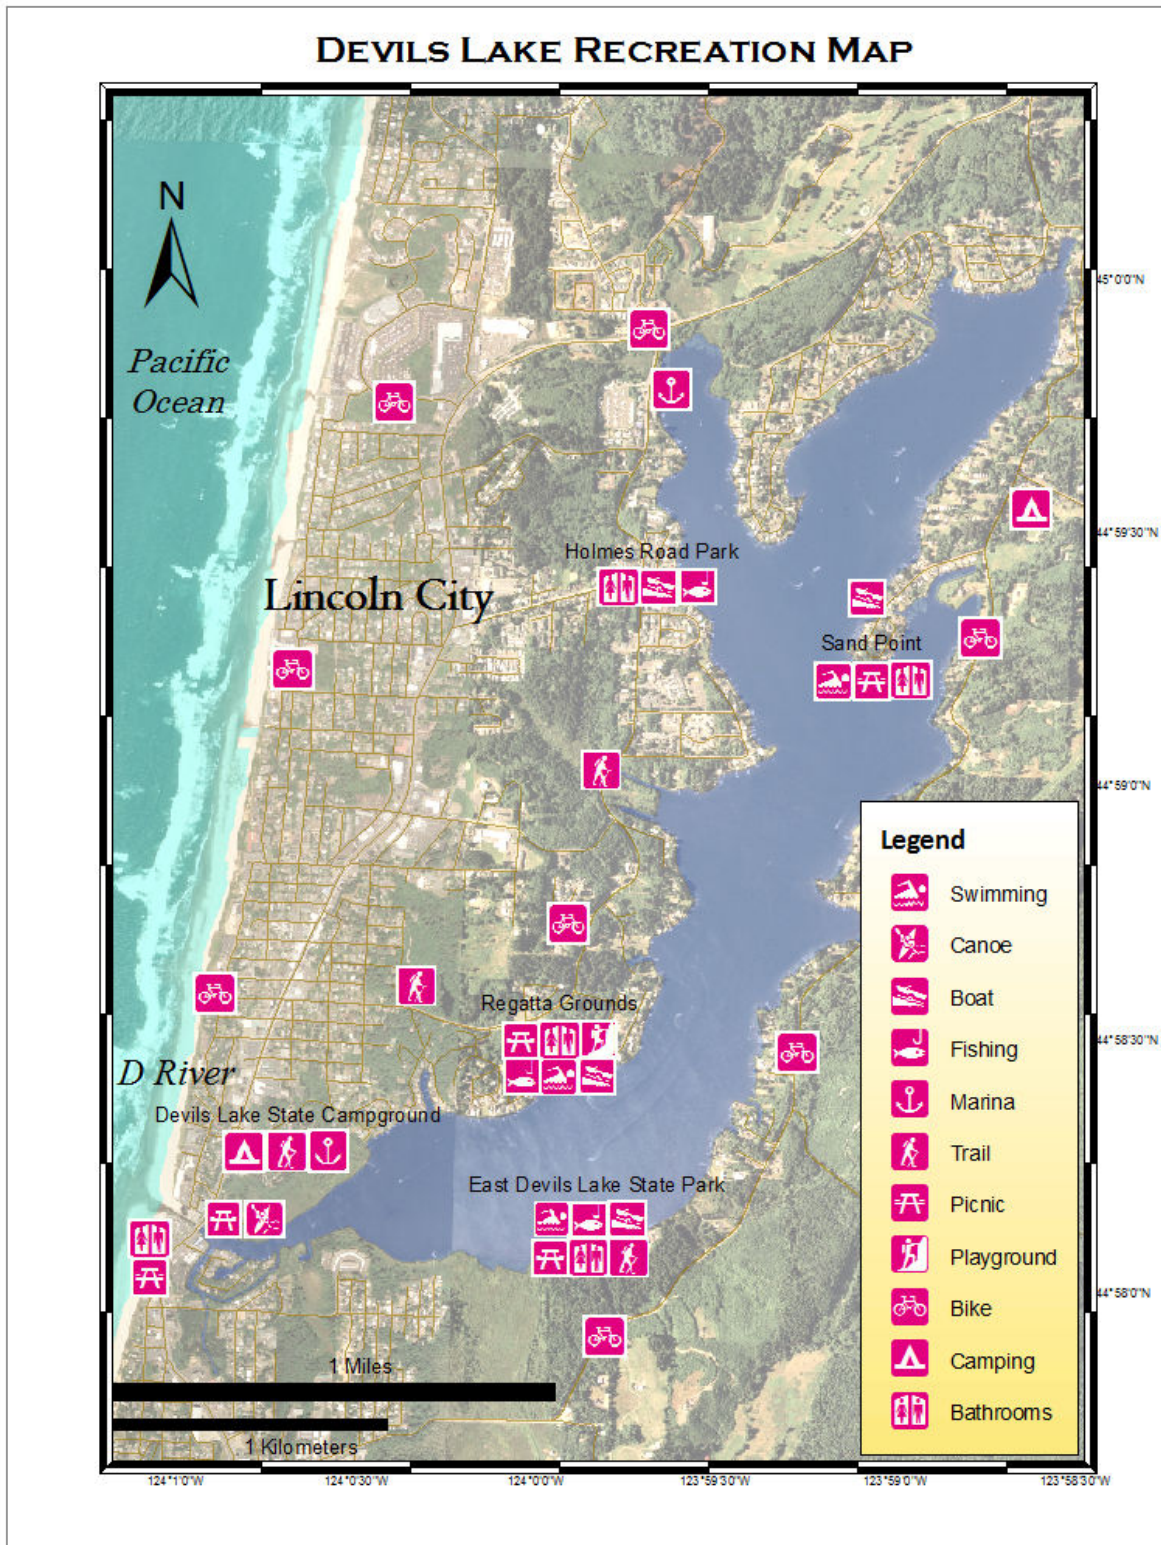 DEVILS LAKE RECREATION MAP
N
Pacific
Ocean
45°0'0"N
44°59'30"N
Holmes Road Park
Lincoln City
Sand Point
44°59'0"N
Legend
Swimming
Canoe
Boat
Fishing
Marina
Trail
Picnic
Playground
Bike
Camping
Bathrooms
Regatta Grounds
44°58'30"N
D River
Devils Lake State Campground
East Devils Lake State Park
44°58'0"N
1 Miles
1 Kilometers
124°1'0"W
124°0'30"W
124°0'0"W
123°59'30"W
123°59'0"W
123°58'30"W